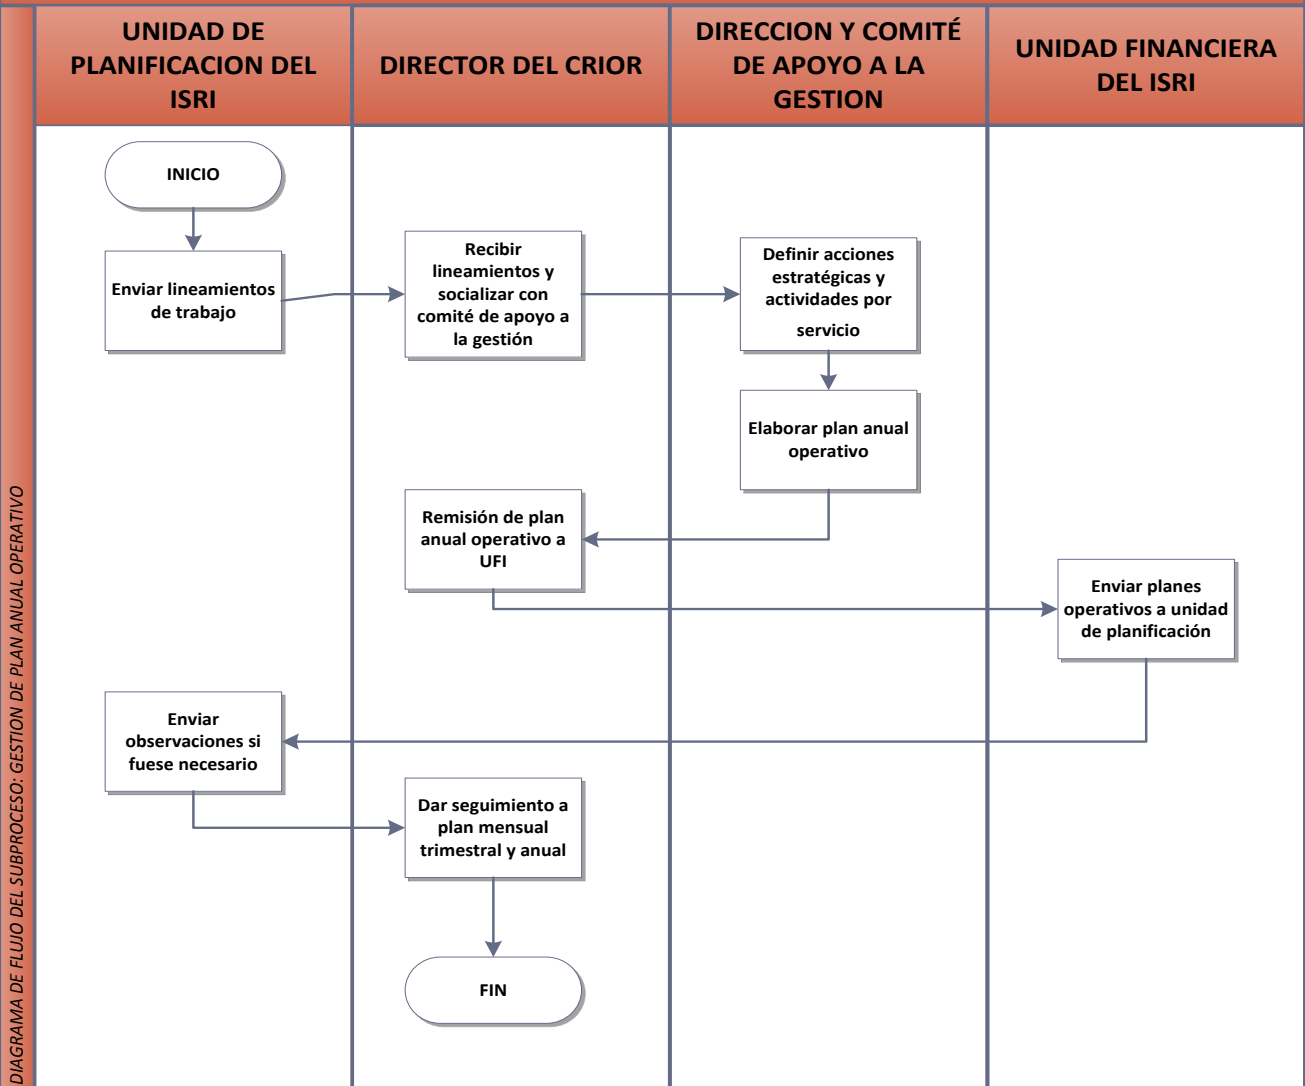 UNIDAD DE
PLANIFICACION DEL
ISRI
DIRECTOR DEL CRIOR
DIRECCION Y COMITÉ
DE APOYO A LA
GESTION
UNIDAD FINANCIERA
DEL ISRI
DIAGRAMA DE FLUJO DEL SUBPROCESO: GESTION DE PLAN ANUAL OPERATIVO
INICIO
Enviar lineamientos
de trabajo
Recibir
lineamientos y
socializar con
comité de apoyo a
la gestión
Definir acciones
estratégicas y
actividades por
servicio
Elaborar plan anual
operativo
Remisión de plan
anual operativo a
UFI
Enviar planes
operativos a unidad
de planificación
Enviar
observaciones si
fuese necesario
Dar seguimiento a
plan mensual
trimestral y anual
FIN